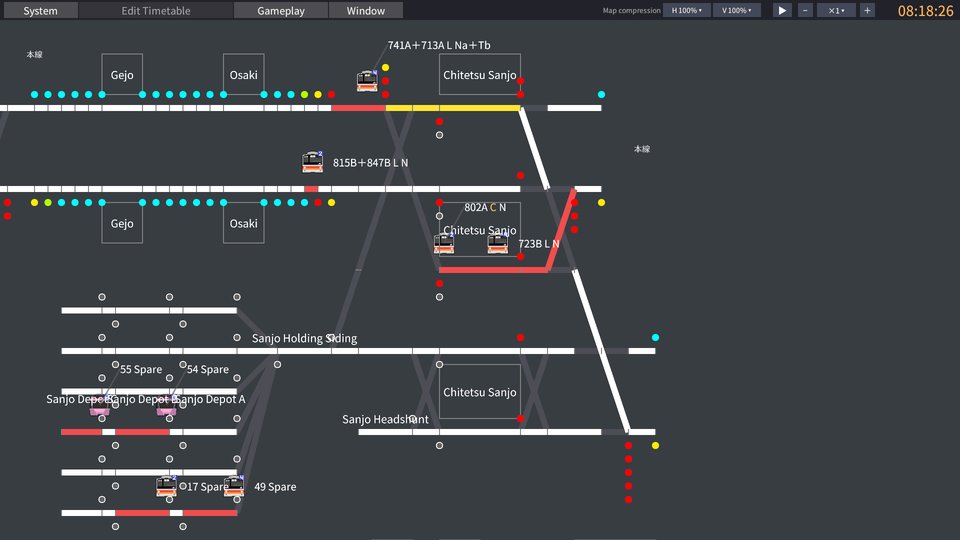 System Edit Timetable Gameplay Window Map compression H 100% V 100% ×1 08:18:26
741A＋713A L Na＋Tb
本線
Gejo Osaki Chitetsu Sanjo
本線
815B＋847B L N
802A C N
Gejo Osaki Chitetsu Sanjo
723B L N
Sanjo Holding Siding
55 Spare 54 Spare
Chitetsu Sanjo
Sanjo Depot Sanjo Depot Sanjo Depot A
Sanjo Headshunt
17 Spare 49 Spare